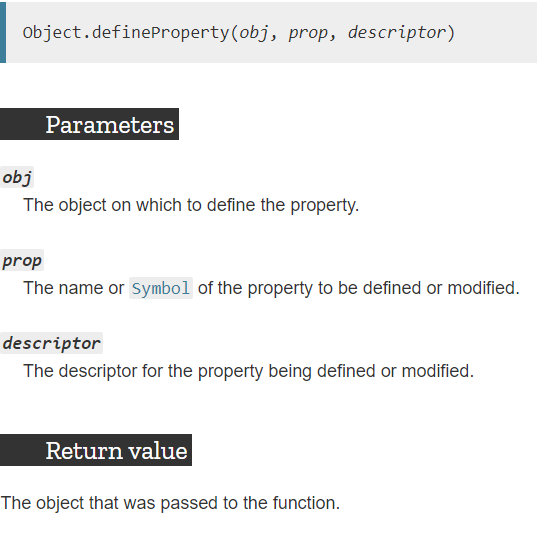 Object.defineProperty(obj, prop, descriptor)
Parameters
obj
The object on which to define the property.
prop
The name or Symbol of the property to be defined or modified.
descriptor
The descriptor for the property being defined or modified.
Return value
The object that was passed to the function.